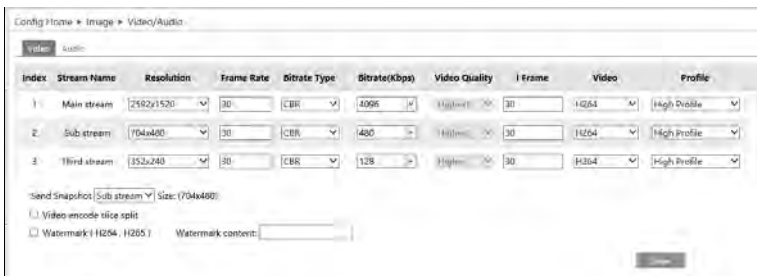 Config Home ▸ Image ▸ Video/Audio
Video Audio
Index Stream Name Resolution Frame Rate Bitrate Type Bitrate(Kbps) Video Quality I Frame Video Profile
1 Main stream 2592x1520 30 CBR 4096 Highest 30 H264 High Profile
2 Sub stream 704x480 30 CBR 480 Highest 30 H264 High Profile
3 Third stream 352x240 30 CBR 128 Highest 30 H264 High Profile
Send Snapshot: Sub stream Size: (704x480)
Video encode slice split
Watermark ( H264 , H265 ) Watermark content: